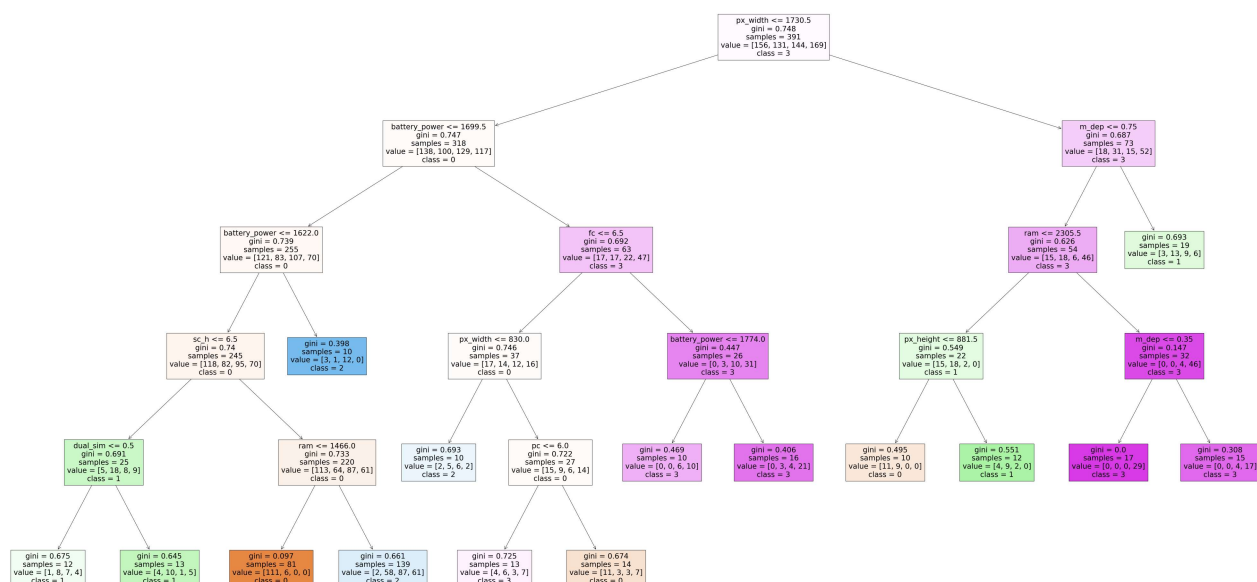 px_width <= 1730.5
gini = 0.748
samples = 391
value = [156, 131, 144, 169]
class = 3
battery_power <= 1699.5
gini = 0.747
samples = 318
value = [138, 100, 129, 117]
class = 0
m_dep <= 0.75
gini = 0.687
samples = 73
value = [18, 31, 15, 52]
class = 3
battery_power <= 1622.0
gini = 0.739
samples = 255
value = [121, 83, 107, 70]
class = 0
fc <= 6.5
gini = 0.692
samples = 63
value = [17, 17, 22, 47]
class = 3
ram <= 2305.5
gini = 0.626
samples = 54
value = [15, 18, 6, 46]
class = 3
gini = 0.693
samples = 19
value = [3, 13, 9, 6]
class = 1
sc_h <= 6.5
gini = 0.74
samples = 245
value = [118, 82, 95, 70]
class = 0
gini = 0.398
samples = 10
value = [3, 1, 12, 0]
class = 2
px_width <= 830.0
gini = 0.746
samples = 37
value = [17, 14, 12, 16]
class = 0
battery_power <= 1774.0
gini = 0.447
samples = 26
value = [0, 3, 10, 31]
class = 3
px_height <= 881.5
gini = 0.549
samples = 22
value = [15, 18, 2, 0]
class = 1
m_dep <= 0.35
gini = 0.147
samples = 32
value = [0, 0, 4, 46]
class = 3
dual_sim <= 0.5
gini = 0.691
samples = 25
value = [5, 18, 8, 9]
class = 1
ram <= 1466.0
gini = 0.733
samples = 220
value = [113, 64, 87, 61]
class = 0
gini = 0.693
samples = 10
value = [2, 5, 6, 2]
class = 2
pc <= 6.0
gini = 0.722
samples = 27
value = [15, 9, 6, 14]
class = 0
gini = 0.469
samples = 10
value = [0, 0, 6, 10]
class = 3
gini = 0.406
samples = 16
value = [0, 3, 4, 21]
class = 3
gini = 0.495
samples = 10
value = [11, 9, 0, 0]
class = 0
gini = 0.551
samples = 12
value = [4, 9, 2, 0]
class = 1
gini = 0.0
samples = 17
value = [0, 0, 0, 29]
class = 3
gini = 0.308
samples = 15
value = [0, 0, 4, 17]
class = 3
gini = 0.675
samples = 12
value = [1, 8, 7, 4]
class = 1
gini = 0.645
samples = 13
value = [4, 10, 1, 5]
class = 1
gini = 0.097
samples = 81
value = [111, 6, 0, 0]
class = 0
gini = 0.661
samples = 139
value = [2, 58, 87, 61]
class = 2
gini = 0.725
samples = 13
value = [4, 6, 3, 7]
class = 3
gini = 0.674
samples = 14
value = [11, 3, 3, 7]
class = 0